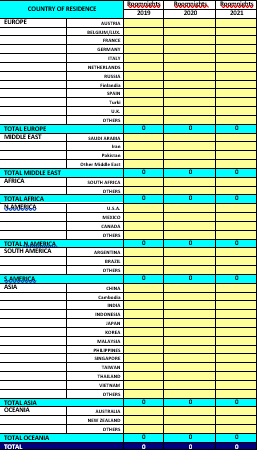 COUNTRY OF RESIDENCE Roomnights Roomnights Roomnights
2019 2020 2021
EUROPE AUSTRIA
BELGIUM/LUX.
FRANCE
GERMANY
ITALY
NETHERLANDS
RUSSIA
Finlandia
SPAIN
Turki
U.K.
OTHERS
TOTAL EUROPE 0 0 0
MIDDLE EAST SAUDI ARABIA
Iran
Pakistan
Other Middle East
TOTAL MIDDLE EAST 0 0 0
AFRICA SOUTH AFRICA
OTHERS
TOTAL AFRICA 0 0 0
N.AMERICA U.S.A.
MEXICO
CANADA
OTHERS
TOTAL N.AMERICA 0 0 0
SOUTH AMERICA ARGENTINA
BRAZIL
OTHERS
S.AMERICA 0 0 0
ASIA CHINA
Cambodia
INDIA
INDONESIA
JAPAN
KOREA
MALAYSIA
PHILIPPINES
SINGAPORE
TAIWAN
THAILAND
VIETNAM
OTHERS
TOTAL ASIA 0 0 0
OCEANIA AUSTRALIA
NEW ZEALAND
OTHERS
TOTAL OCEANIA 0 0 0
TOTAL 0 0 0